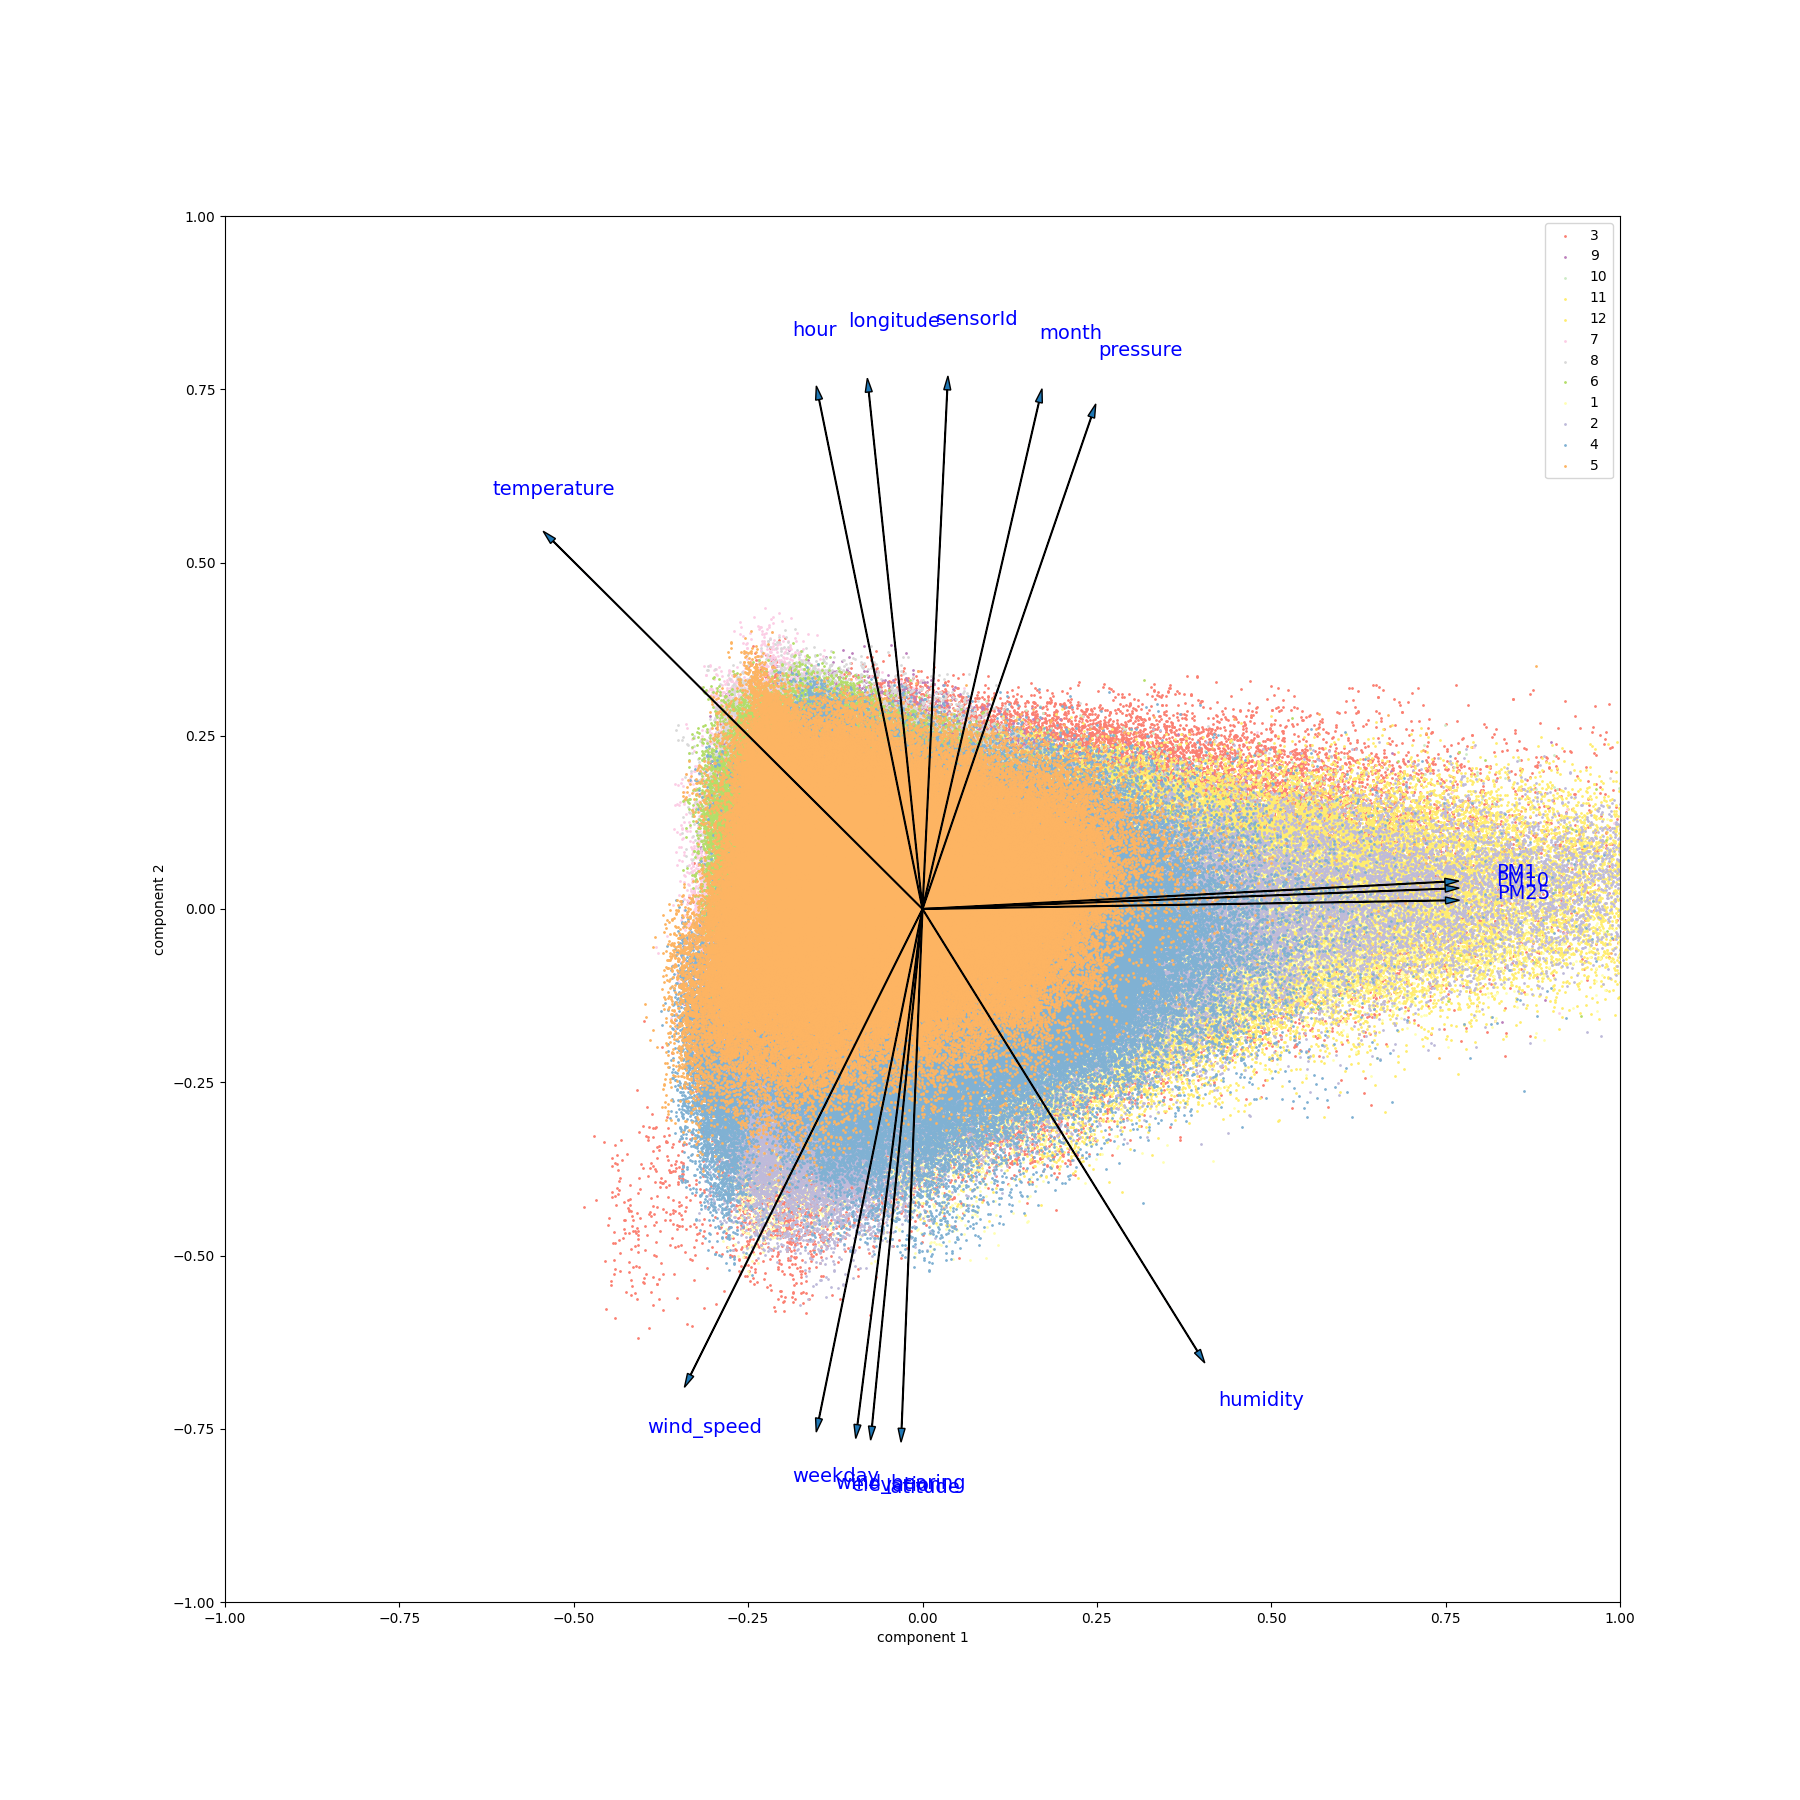 1.00
0.75
0.50
0.25
0.00
−0.25
−0.50
−0.75
−1.00
component 2
3
9
10
11
12
7
8
6
1
2
4
5
hour
longitude
sensorId
month
pressure
temperature
PM1
PM10
PM25
humidity
wind_speed
weekday
wind_bearing
elevation
latitude
−1.00
−0.75
−0.50
−0.25
0.00
0.25
0.50
0.75
1.00
component 1